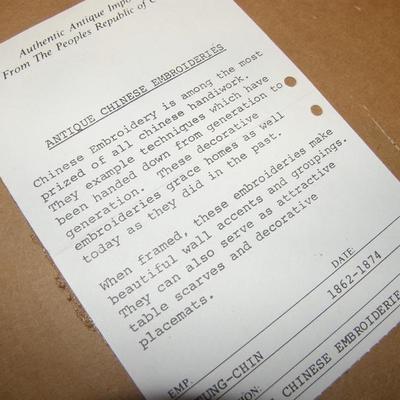 Authentic Antique
From The Peoples Republic of
ANTIQUE CHINESE EMBROIDERIES
Chinese Embroidery is among the most
prized of all chinese handiwork.
They example techniques which have
been handed down from generation to
generation. These decorative
embroideries grace homes as well
today as they did in the past.
When framed, these embroideries make
beautiful wall accents and groupings.
They can also serve as attractive
table scarves and decorative
placemats.
EMP. DATE:
TUNG-CHIN 1862-1874
CHINESE